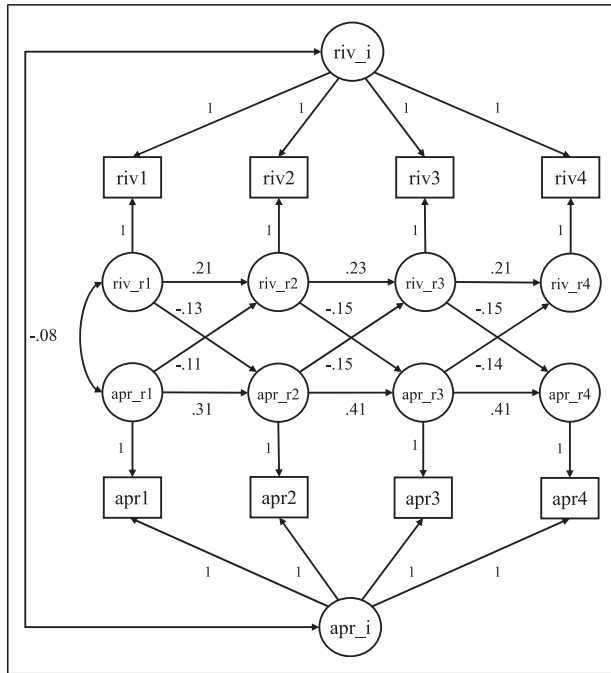 riv_i
1 1 1 1
riv1 riv2 riv3 riv4
1 1 1 1
.21 .23 .21
riv_r1 riv_r2 riv_r3 riv_r4
-.13 -.15 -.15
-.08
-.11 -.15 -.14
apr_r1 apr_r2 apr_r3 apr_r4
.31 .41 .41
1 1 1 1
apr1 apr2 apr3 apr4
1 1 1 1
apr_i